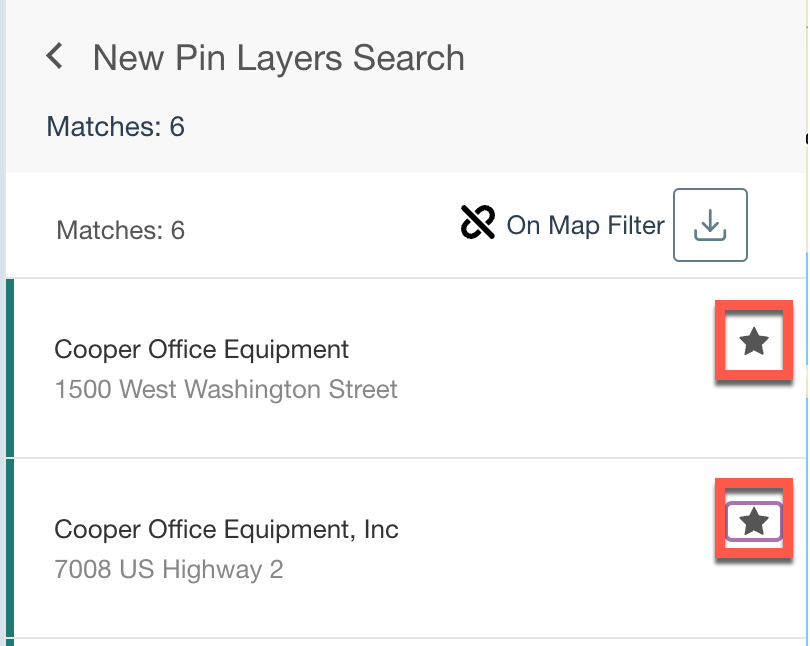 New Pin Layers Search
Matches: 6
Matches: 6
On Map Filter
Cooper Office Equipment
1500 West Washington Street
Cooper Office Equipment, Inc
7008 US Highway 2